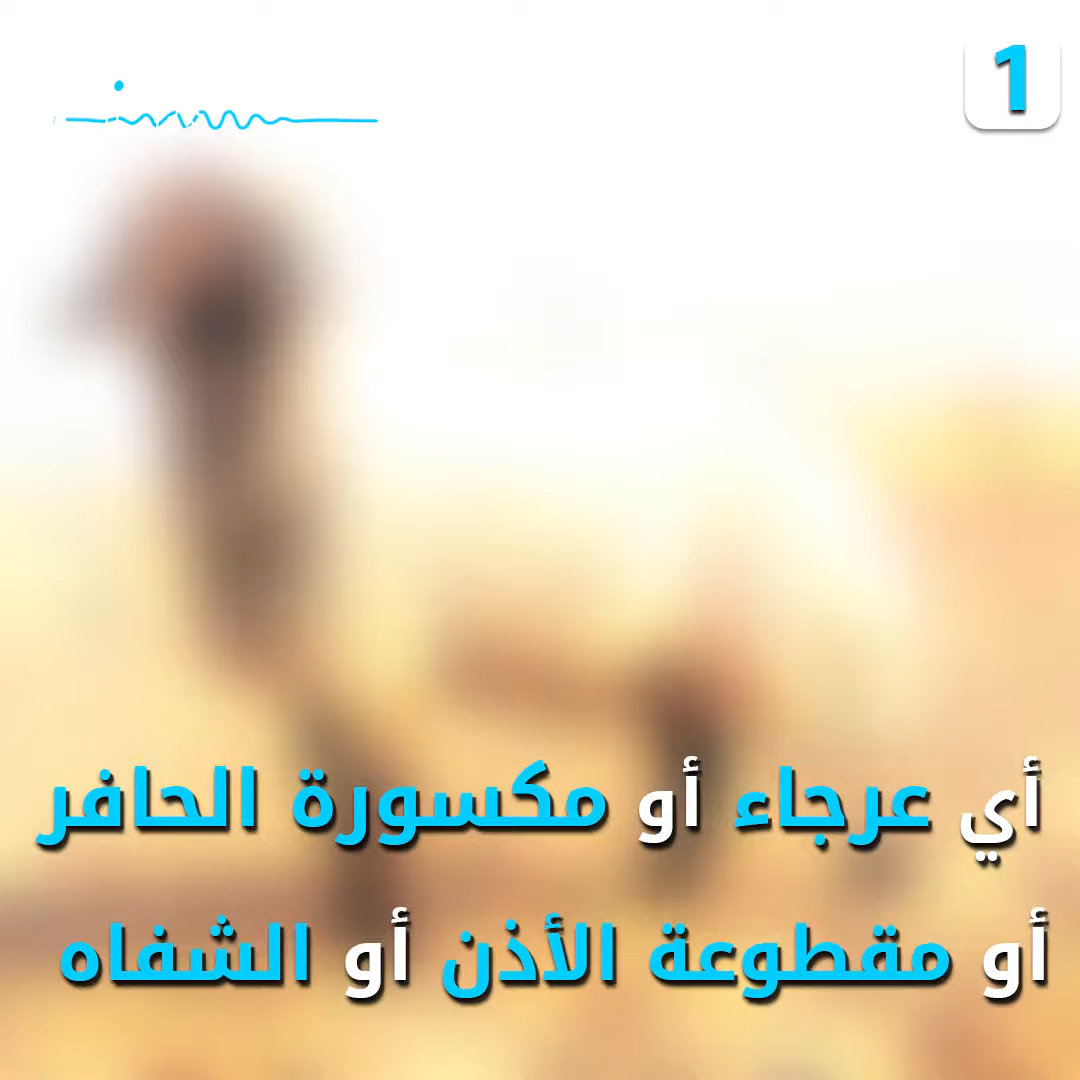 1
أي عرجاء أو مكسورة الحافر
أو مقطوعة الأذن أو الشفاه